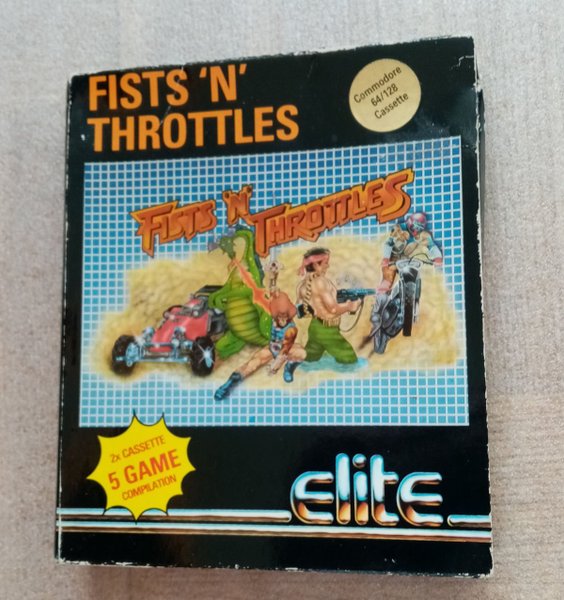 FISTS 'N'
THROTTLES
Commodore
64/128
Cassette
FISTS 'N' THROTTLES
2x CASSETTE
5 GAME
COMPILATION
elite